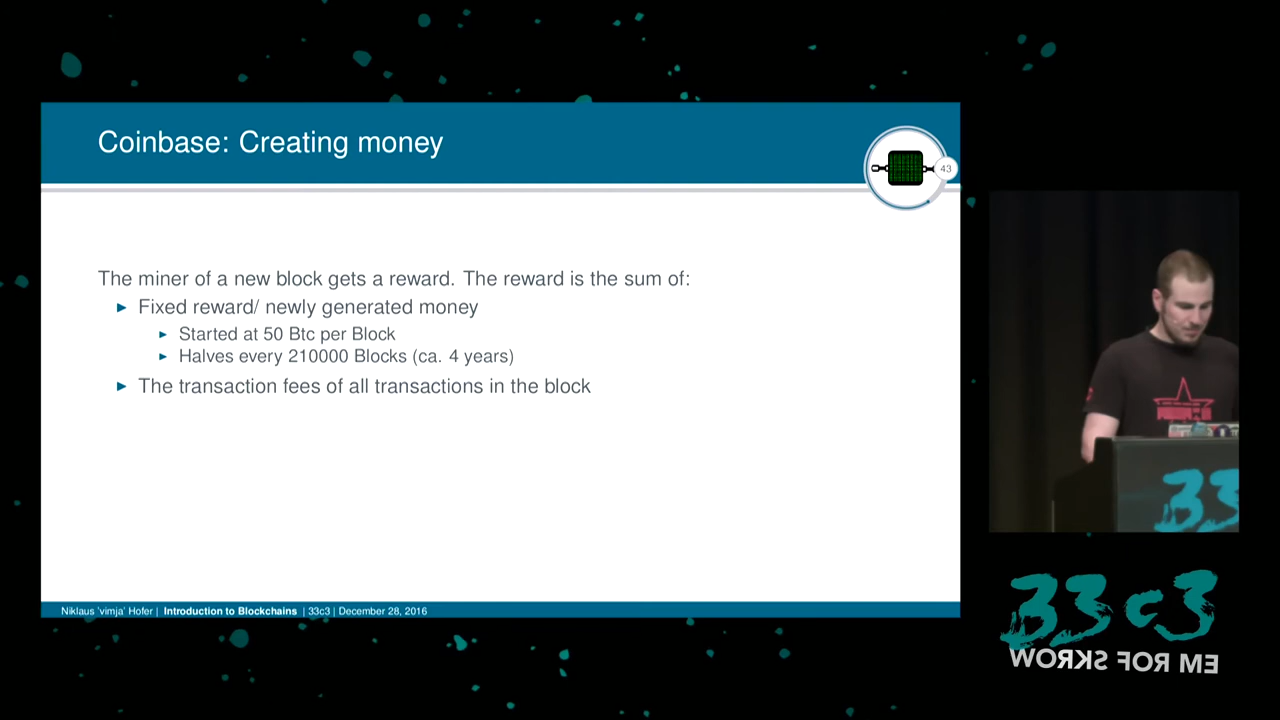 Coinbase: Creating money
43
The miner of a new block gets a reward. The reward is the sum of:
Fixed reward/ newly generated money
Started at 50 Btc per Block
Halves every 210000 Blocks (ca. 4 years)
The transaction fees of all transactions in the block
Niklaus 'vimja' Hofer | Introduction to Blockchains | 33c3 | December 28, 2016
33
33c3
WORKS FOR ME